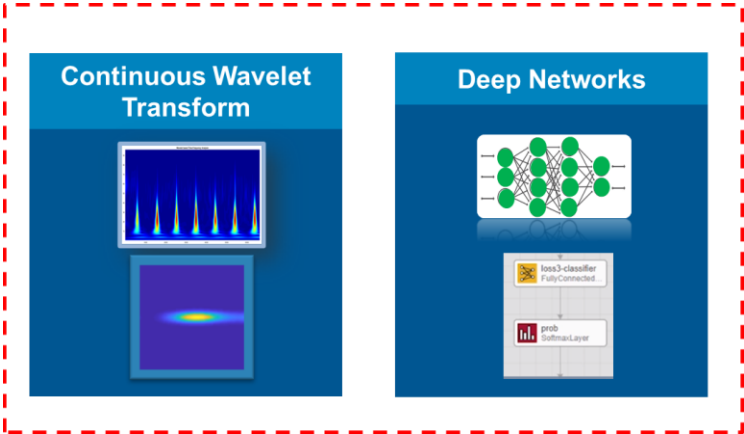 Continuous Wavelet
Transform
Deep Networks
loss3-classifier
FullyConnected...
prob
SoftmaxLayer